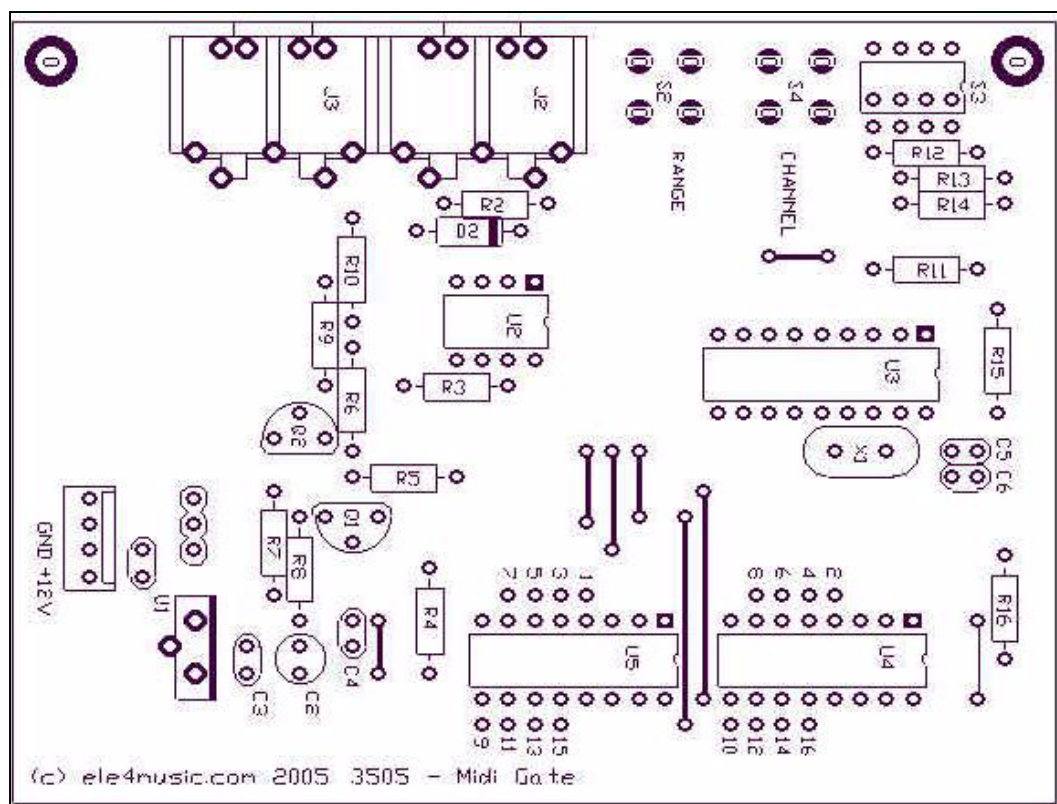 0
0
J3
J2
S2
S4
S3
RANGE
CHANNEL
R12
R13
R14
R2
D2
R11
R10
R9
U2
U3
R15
R3
R6
Q2
X1
C5
C6
R5
GND +12V
Q1
R7
R8
U1
R4
7
5
3
1
8
6
4
2
R16
U5
U4
C4
C3
C2
9
11
13
15
10
12
14
16
(c) ele4music.com 2005 3505 - Midi Gate